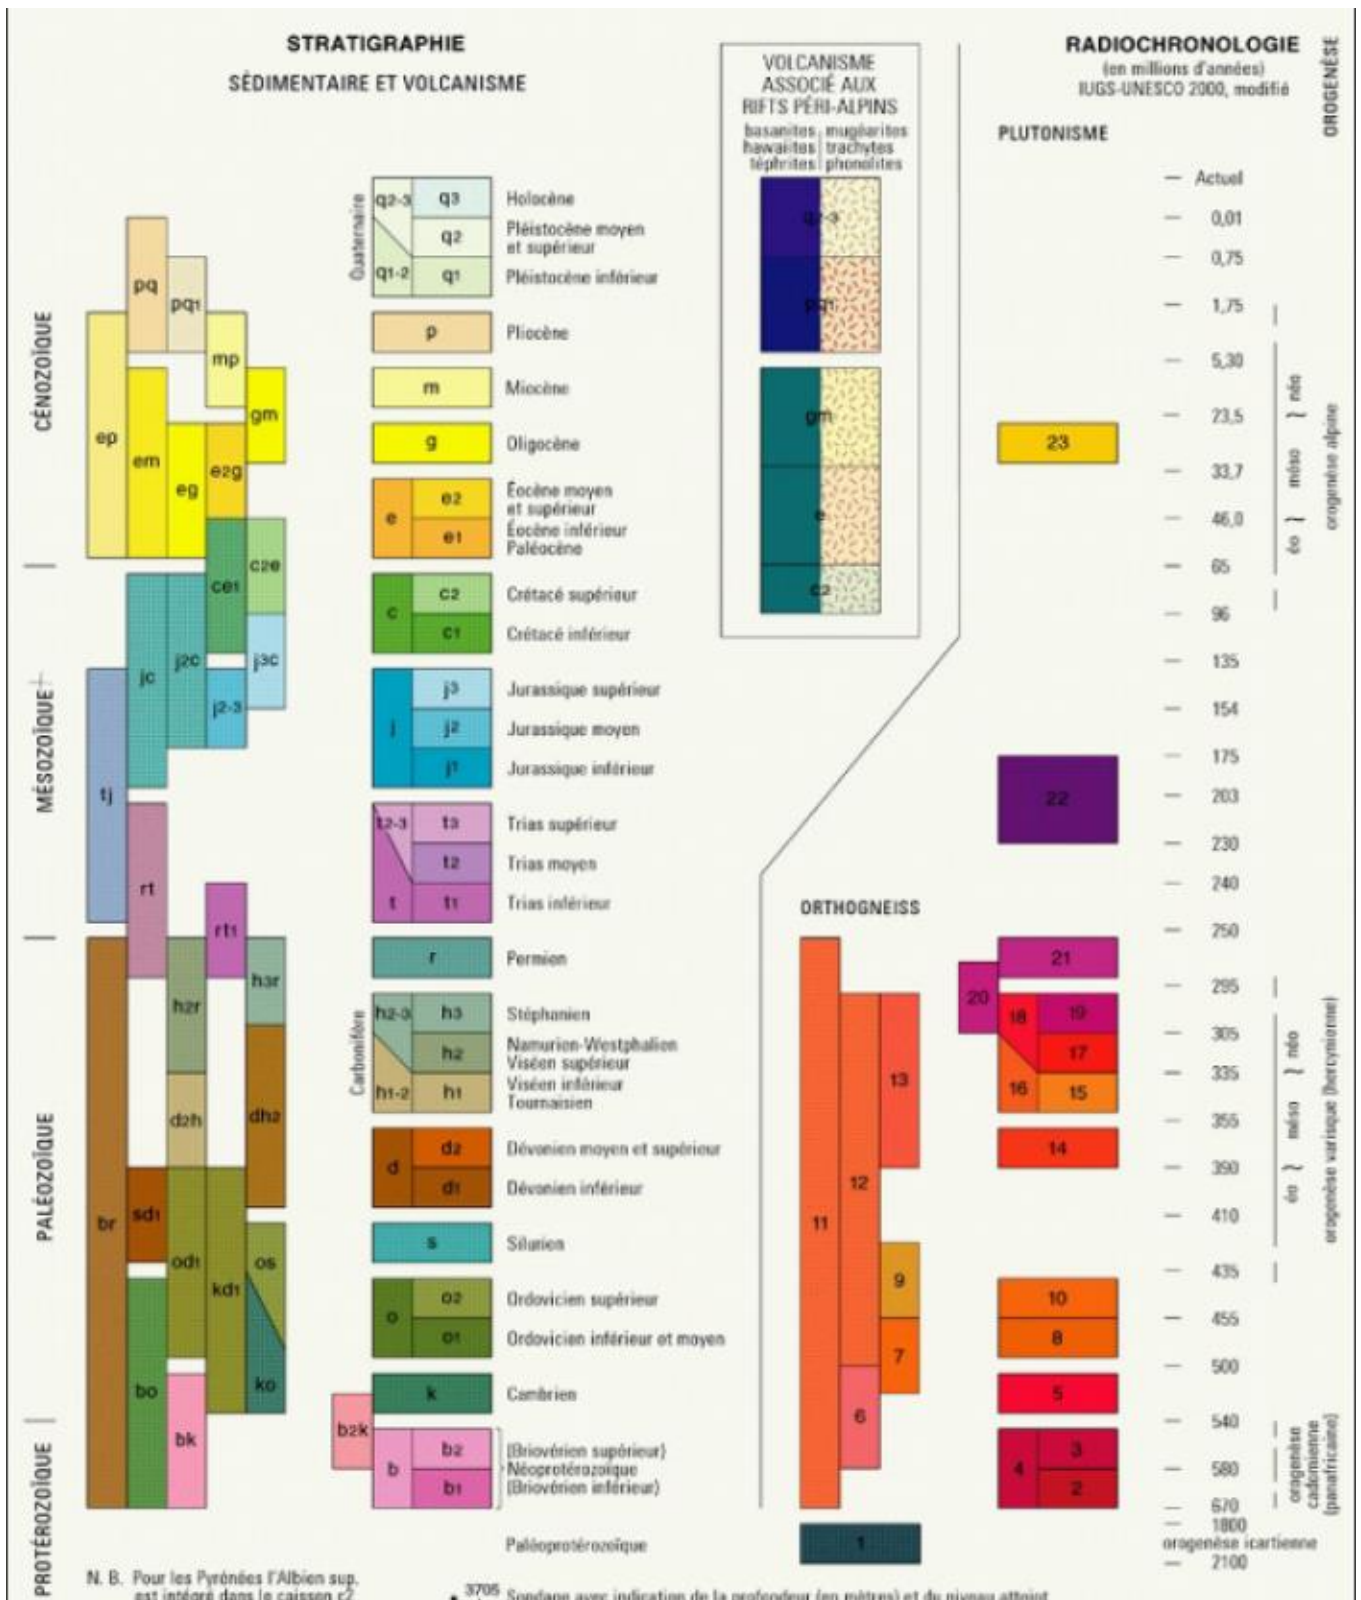 STRATIGRAPHIE
SÉDIMENTAIRE ET VOLCANISME
VOLCANISME
ASSOCIÉ AUX
RIFTS PÉRI-ALPINS
basanites mugéarites
hawaiites trachytes
téphrites phonolites
RADIOCHRONOLOGIE
(en millions d'années)
IUGS-UNESCO 2000, modifié
PLUTONISME
OROGENÈSE
CÉNOZOÏQUE
MÉSOZOÏQUE
PALÉOZOÏQUE
PROTÉROZOÏQUE
pq
pq1
mp
gm
ep
em
eg
e2g
ce1
c2e
jc
j2c
j3c
j2-3
tj
rt
rt1
h2r
h3r
d2h
dh2
br
sd1
od1
kd1
os
ko
bo
bk
b2k
Quaternaire
q2-3 q3 Holocène
q2 Pléistocène moyen
et supérieur
q1-2 q1 Pléistocène inférieur
p Pliocène
m Miocène
g Oligocène
e e2 Éocène moyen
et supérieur
e1 Éocène inférieur
Paléocène
c c2 Crétacé supérieur
c1 Crétacé inférieur
j j3 Jurassique supérieur
j2 Jurassique moyen
j1 Jurassique inférieur
t2-3 t3 Trias supérieur
t2 Trias moyen
t t1 Trias inférieur
r Permien
Carbonifère
h2-3 h3 Stéphanien
h2 Namurien-Westphalien
Viséen supérieur
h1-2 h1 Viséen inférieur
Tournaisien
d d2 Dévonien moyen et supérieur
d1 Dévonien inférieur
s Silurien
o o2 Ordovicien supérieur
o1 Ordovicien inférieur et moyen
k Cambrien
b b2 (Briovérien supérieur)
Néoprotérozoïque
b1 (Briovérien inférieur)
Paléoprotérozoïque
q2-3
pq1
gm
e
c2
ORTHOGNEISS
11
12
13
9
7
6
1
23
22
21
20
18 19
17
16 15
14
10
8
5
4 3
2
Actuel
0,01
0,75
1,75
5,30
23,5
33,7
46,0
65
96
135
154
175
203
230
240
250
295
305
335
355
390
410
435
455
500
540
580
670
1800
orogenèse icartienne
2100
éo méso néo
orogenèse alpine
éo méso néo
orogenèse varisque (hercynienne)
orogenèse
cadomienne
(panafricaine)
N. B. Pour les Pyrénées l'Albien sup.
est intégré dans le caisson c2
3705 Sondage avec indication de la profondeur (en mètres) et du niveau atteint